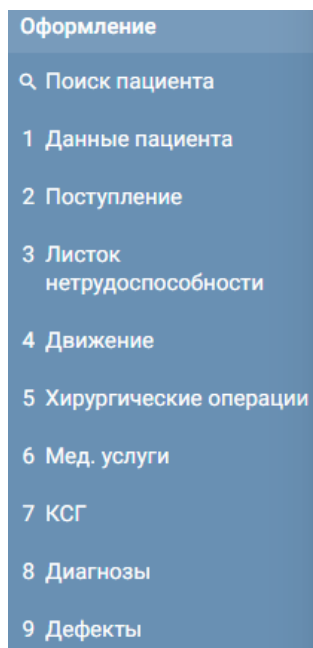 Оформление
Поиск пациента
1 Данные пациента
2 Поступление
3 Листок
нетрудоспособности
4 Движение
5 Хирургические операции
6 Мед. услуги
7 КСГ
8 Диагнозы
9 Дефекты